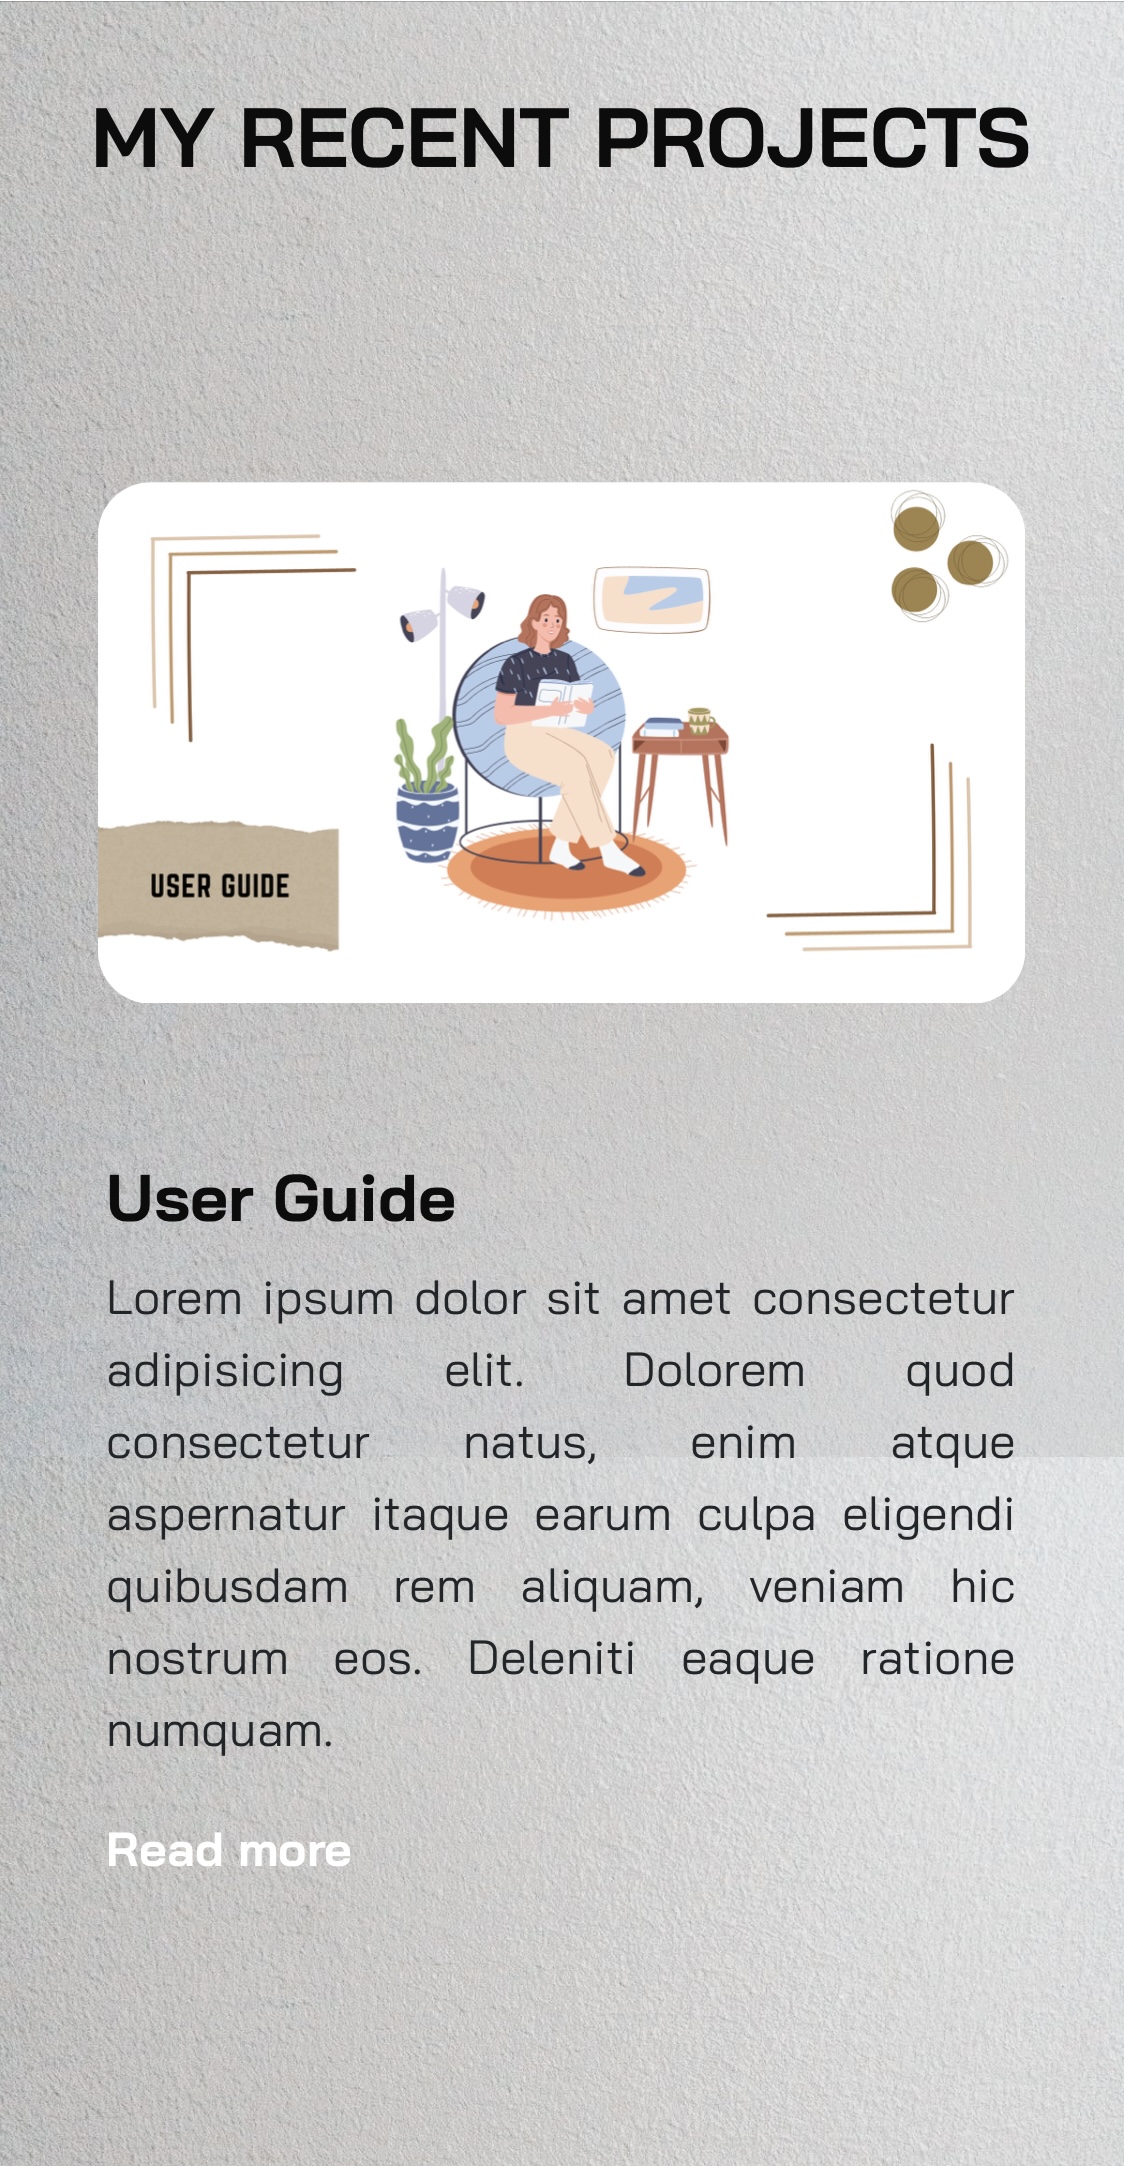 MY RECENT PROJECTS
USER GUIDE
User Guide
Lorem ipsum dolor sit amet consectetur
adipisicing elit. Dolorem quod
consectetur natus, enim atque
aspernatur itaque earum culpa eligendi
quibusdam rem aliquam, veniam hic
nostrum eos. Deleniti eaque ratione
numquam.
Read more